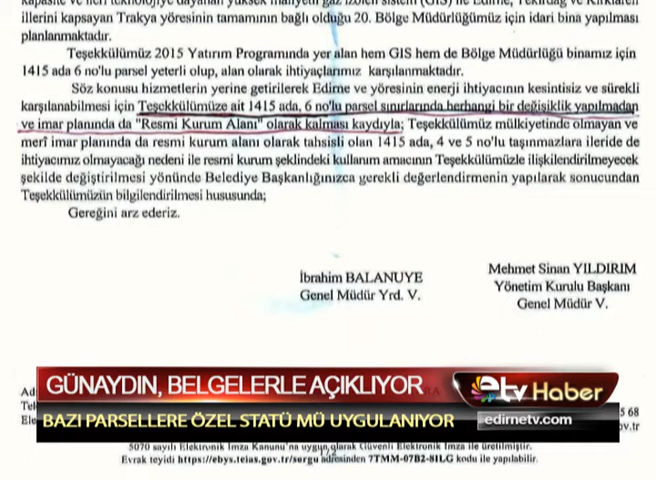 kapasite ve ileri teknolojiye dayanan yüksek maliyetli gaz izoleli sistem (GIS) ile Edirne, Tekirdağ ve Kırklareli
illerini kapsayan Trakya yöresinin tamamının bağlı olduğu 20. Bölge Müdürlüğümüz için idari bina yapılması
planlanmaktadır.
Teşekkülümüz 2015 Yatırım Programında yer alan hem GIS hem de Bölge Müdürlüğü binamız için
1415 ada 6 no'lu parsel yeterli olup, alan olarak ihtiyaçlarımız karşılanmaktadır.
Söz konusu hizmetlerin yerine getirilerek Edirne ve yöresinin enerji ihtiyacının kesintisiz ve sürekli
karşılanabilmesi için Teşekkülümüze ait 1415 ada, 6 no'lu parsel sınırlarında herhangi bir değişiklik yapılmadan
ve imar planında da "Resmi Kurum Alanı" olarak kalması kaydıyla; Teşekkülümüz mülkiyetinde olmayan ve
meri imar planında da resmi kurum alanı olarak tahsisli olan 1415 ada, 4 ve 5 no'lu taşınmazlara ileride de
ihtiyacımız olmayacağı nedeni ile resmi kurum şeklindeki kullanım amacının Teşekkülümüzle ilişkilendirilmeyecek
şekilde değiştirilmesi yönünde Belediye Başkanlığınızca gerekli değerlendirmenin yapılarak sonucundan
Teşekkülümüzün bilgilendirilmesi hususunda;
Gereğini arz ederiz.
İbrahim BALANUYE
Genel Müdür Yrd. V.
Mehmet Sinan YILDIRIM
Yönetim Kurulu Başkanı
Genel Müdür V.
GÜNAYDIN, BELGELERLE AÇIKLIYOR
etv Haber
BAZI PARSELLERE ÖZEL STATÜ MÜ UYGULANIYOR
edirnetv.com
5 68
ov.tr
5070 sayılı Elektronik İmza Kanunu'na uygun olarak Güvenli Elektronik İmza ile üretilmiştir.
Evrak teyidi https://ebys.teias.gov.tr/sorgu adresinden 7TMM-07B2-8ILG kodu ile yapılabilir.